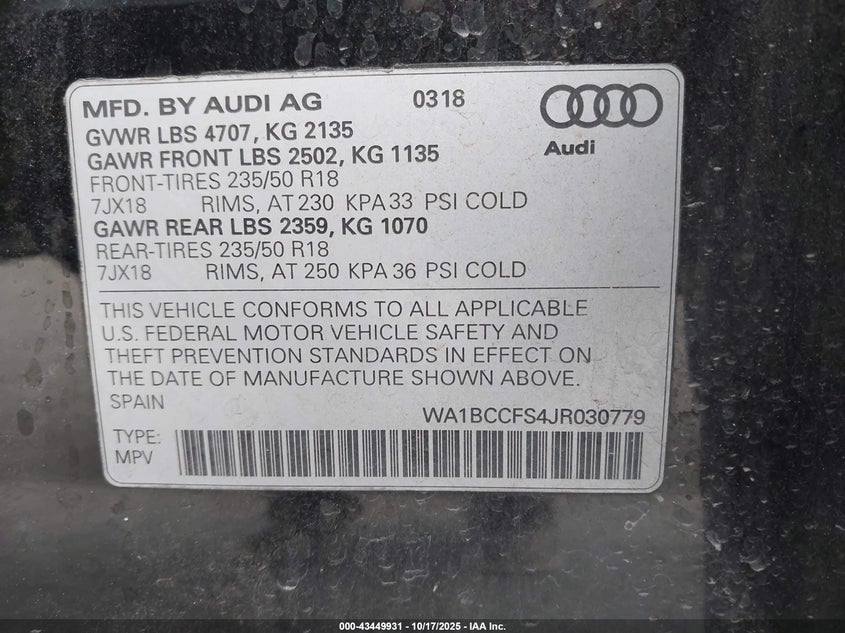 MFD. BY AUDI AG 0318
Audi
GVWR LBS 4707, KG 2135
GAWR FRONT LBS 2502, KG 1135
FRONT-TIRES 235/50 R18
7JX18 RIMS, AT 230 KPA 33 PSI COLD
GAWR REAR LBS 2359, KG 1070
REAR-TIRES 235/50 R18
7JX18 RIMS, AT 250 KPA 36 PSI COLD
THIS VEHICLE CONFORMS TO ALL APPLICABLE
U.S. FEDERAL MOTOR VEHICLE SAFETY AND
THEFT PREVENTION STANDARDS IN EFFECT ON
THE DATE OF MANUFACTURE SHOWN ABOVE.
SPAIN
WA1BCCFS4JR030779
TYPE:
MPV
000-43449931 - 10/17/2025 - IAA Inc.